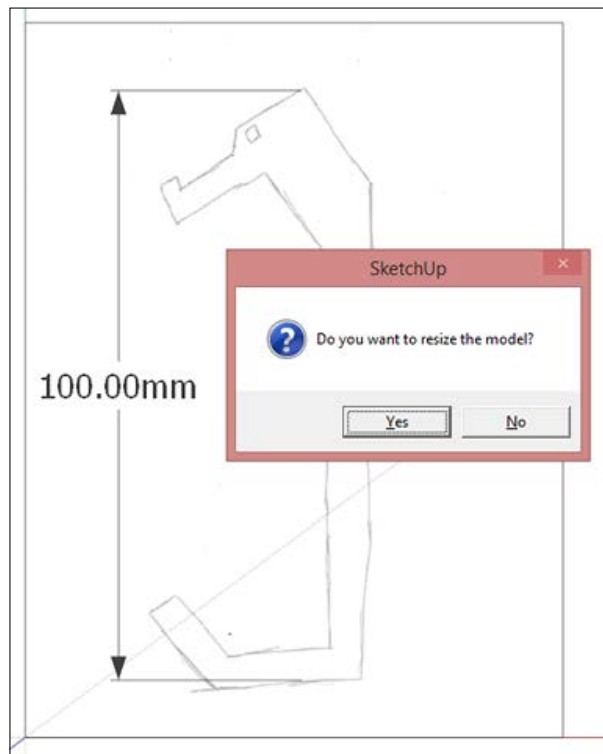 SketchUp
Do you want to resize the model?
100.00mm
Yes
No